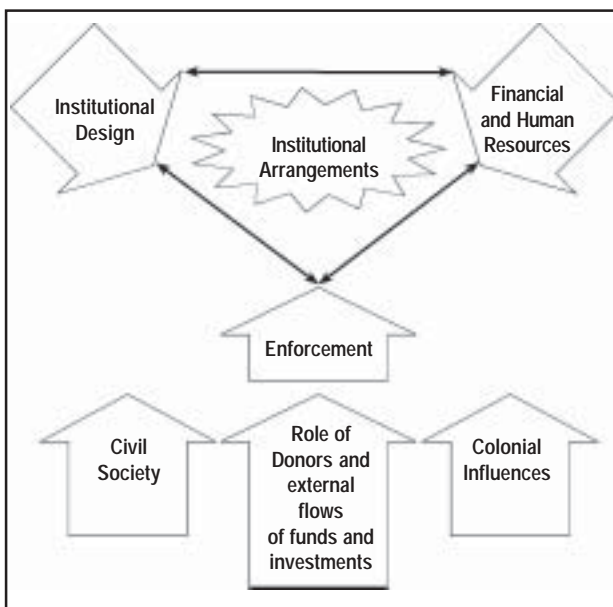 Institutional
Design
Financial
and Human
Resources
Institutional
Arrangements
Enforcement
Civil
Society
Role of
Donors and
external
flows
of funds and
investments
Colonial
Influences